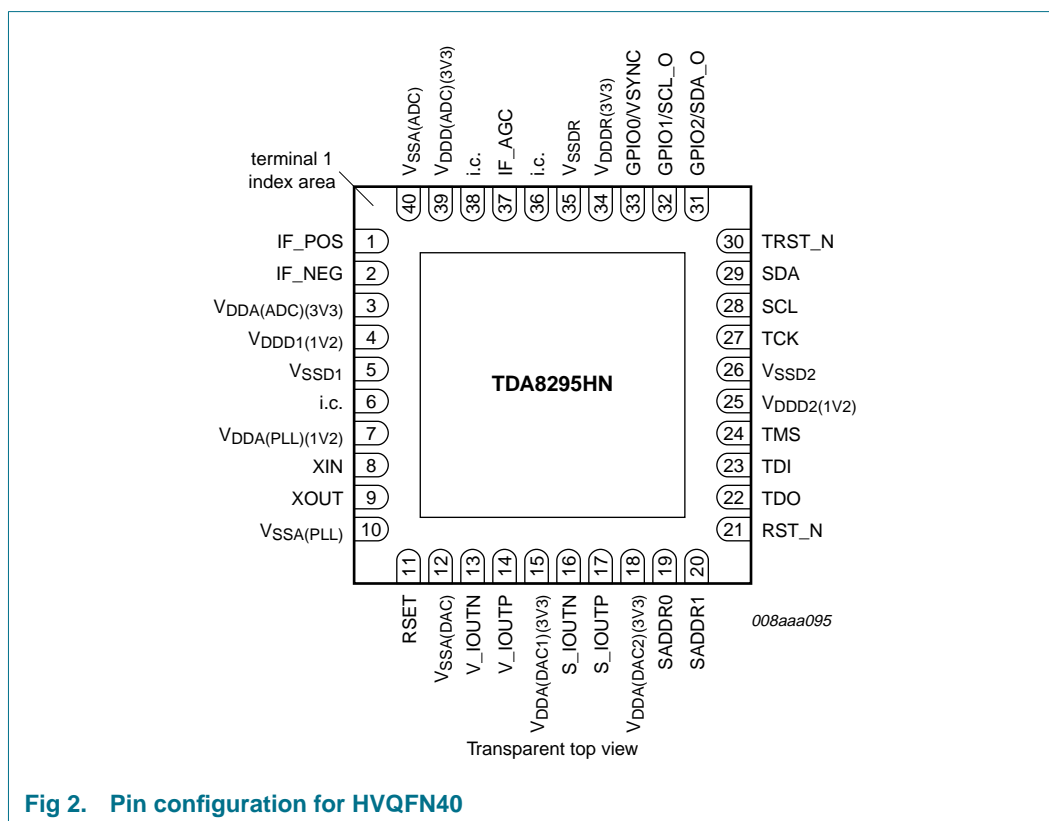 VSSA(ADC)
VDDD(ADC)(3V3)
i.c.
IF_AGC
i.c.
VSSDR
VDDDR(3V3)
GPIO0/VSYNC
GPIO1/SCL_O
GPIO2/SDA_O
terminal 1
index area
40 39 38 37 36 35 34 33 32 31
IF_POS 1 30 TRST_N
IF_NEG 2 29 SDA
VDDA(ADC)(3V3) 3 28 SCL
VDDD1(1V2) 4 27 TCK
VSSD1 5 26 VSSD2
i.c. 6 25 VDDD2(1V2)
TDA8295HN
VDDA(PLL)(1V2) 7 24 TMS
XIN 8 23 TDI
XOUT 9 22 TDO
VSSA(PLL) 10 21 RST_N
11 12 13 14 15 16 17 18 19 20
RSET
VSSA(DAC)
V_IOUTN
V_IOUTP
VDDA(DAC1)(3V3)
S_IOUTN
S_IOUTP
VDDA(DAC2)(3V3)
SADDR0
SADDR1
008aaa095
Transparent top view
Fig 2. Pin configuration for HVQFN40